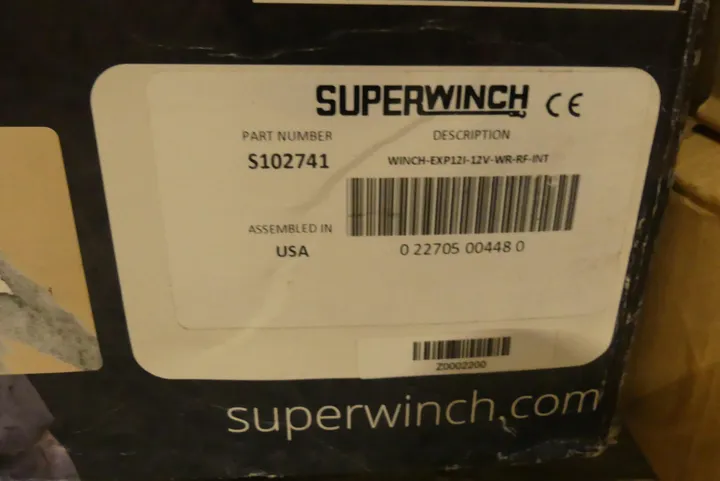 SUPERWINCH CE
PART NUMBER DESCRIPTION
S102741 WINCH-EXP12I-12V-WR-RF-INT
ASSEMBLED IN
USA 0 22705 00448 0
Z0002200
superwinch.com